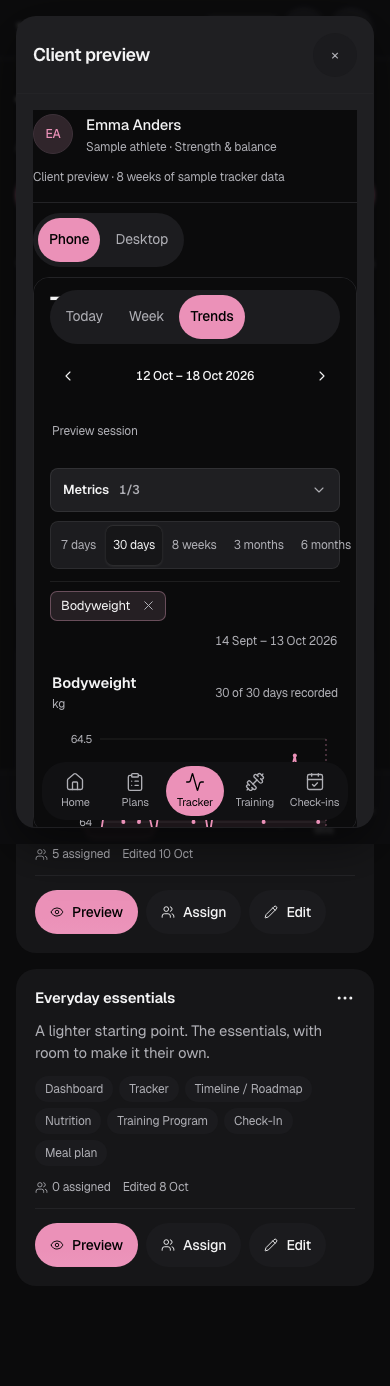 Client preview
×
EA
Emma Anders
Sample athlete · Strength & balance
Client preview · 8 weeks of sample tracker data
Phone
Desktop
Today
Week
Trends
12 Oct – 18 Oct 2026
Preview session
Metrics 1/3
7 days
30 days
8 weeks
3 months
6 months
Bodyweight
14 Sept – 13 Oct 2026
Bodyweight
kg
30 of 30 days recorded
64.5
64
Home
Plans
Tracker
Training
Check-ins
5 assigned
Edited 10 Oct
Preview
Assign
Edit
Everyday essentials
A lighter starting point. The essentials, with
room to make it their own.
Dashboard
Tracker
Timeline / Roadmap
Nutrition
Training Program
Check-In
Meal plan
0 assigned
Edited 8 Oct
Preview
Assign
Edit